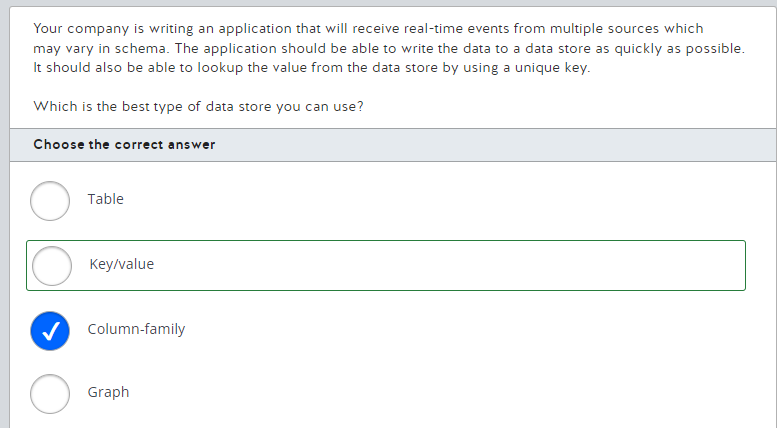 Your company is writing an application that will receive real-time events from multiple sources which
may vary in schema. The application should be able to write the data to a data store as quickly as possible.
It should also be able to lookup the value from the data store by using a unique key.
Which is the best type of data store you can use?
Choose the correct answer
Table
Key/value
Column-family
Graph